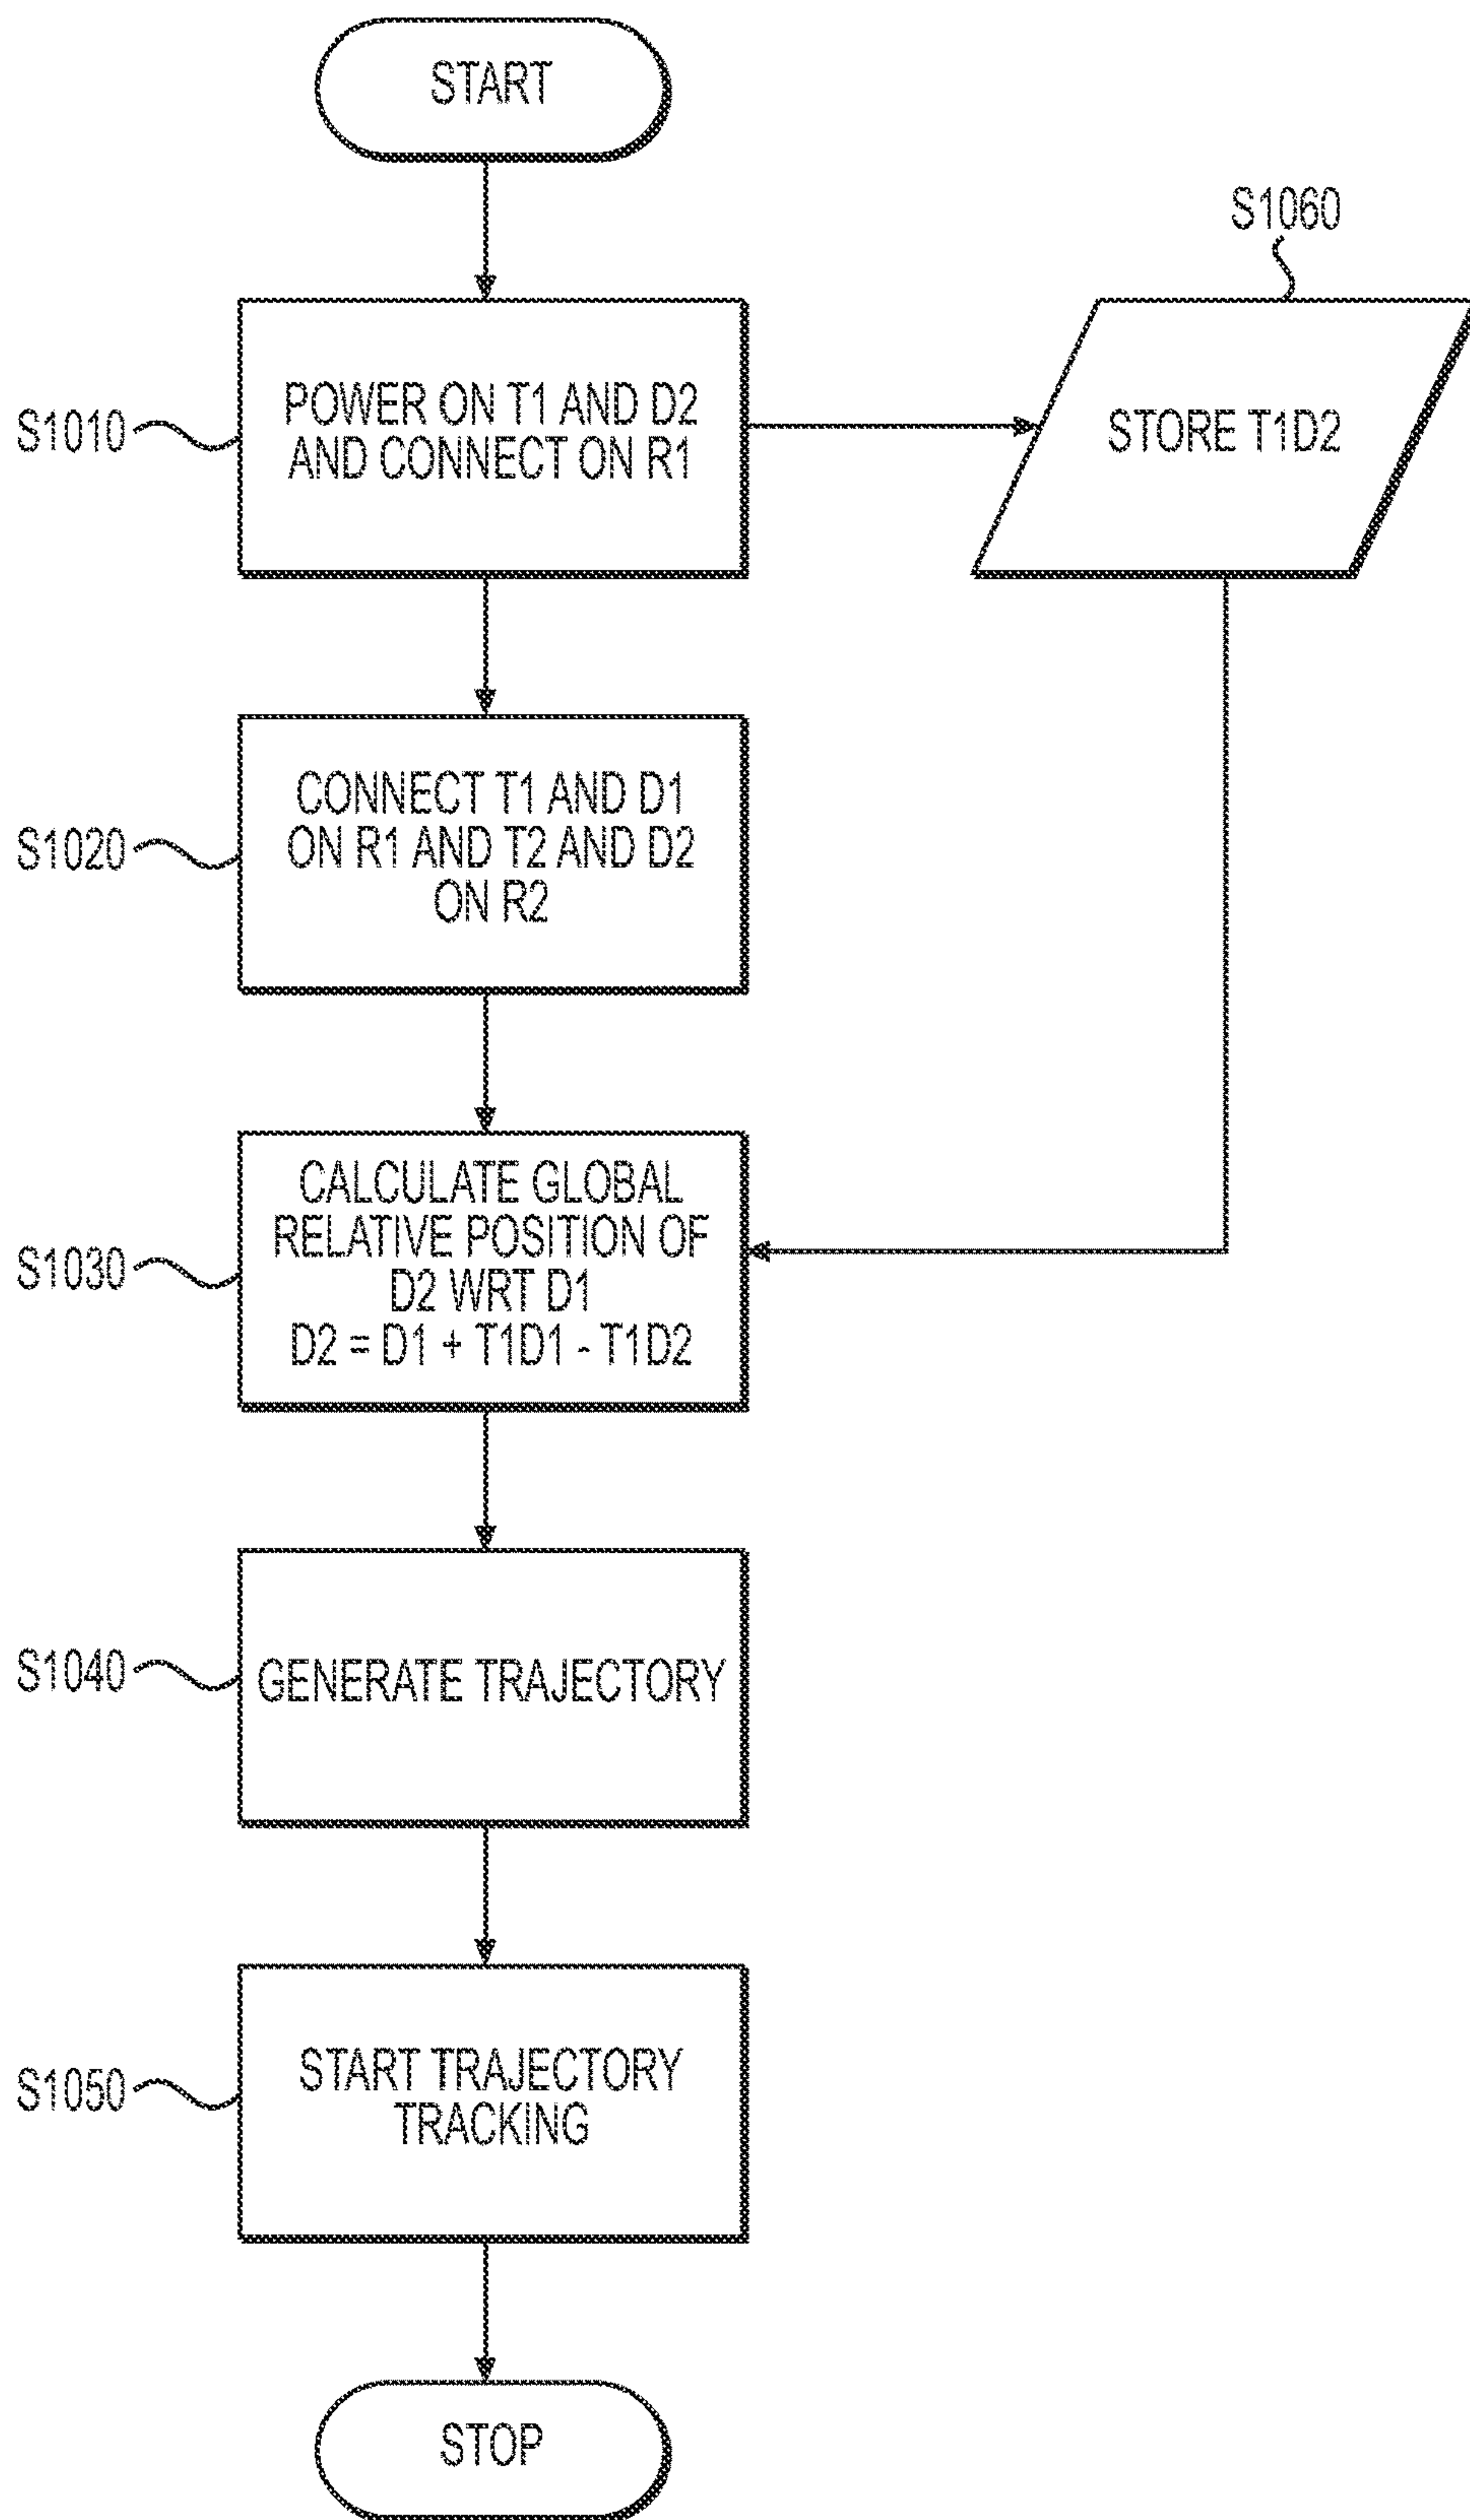 START
S1060
S1010
POWER ON T1 AND D2
AND CONNECT ON R1
STORE T1D2
S1020
CONNECT T1 AND D1
ON R1 AND T2 AND D2
ON R2
S1030
CALCULATE GLOBAL
RELATIVE POSITION OF
D2 WRT D1
D2 = D1 + T1D1 - T1D2
S1040
GENERATE TRAJECTORY
S1050
START TRAJECTORY
TRACKING
STOP